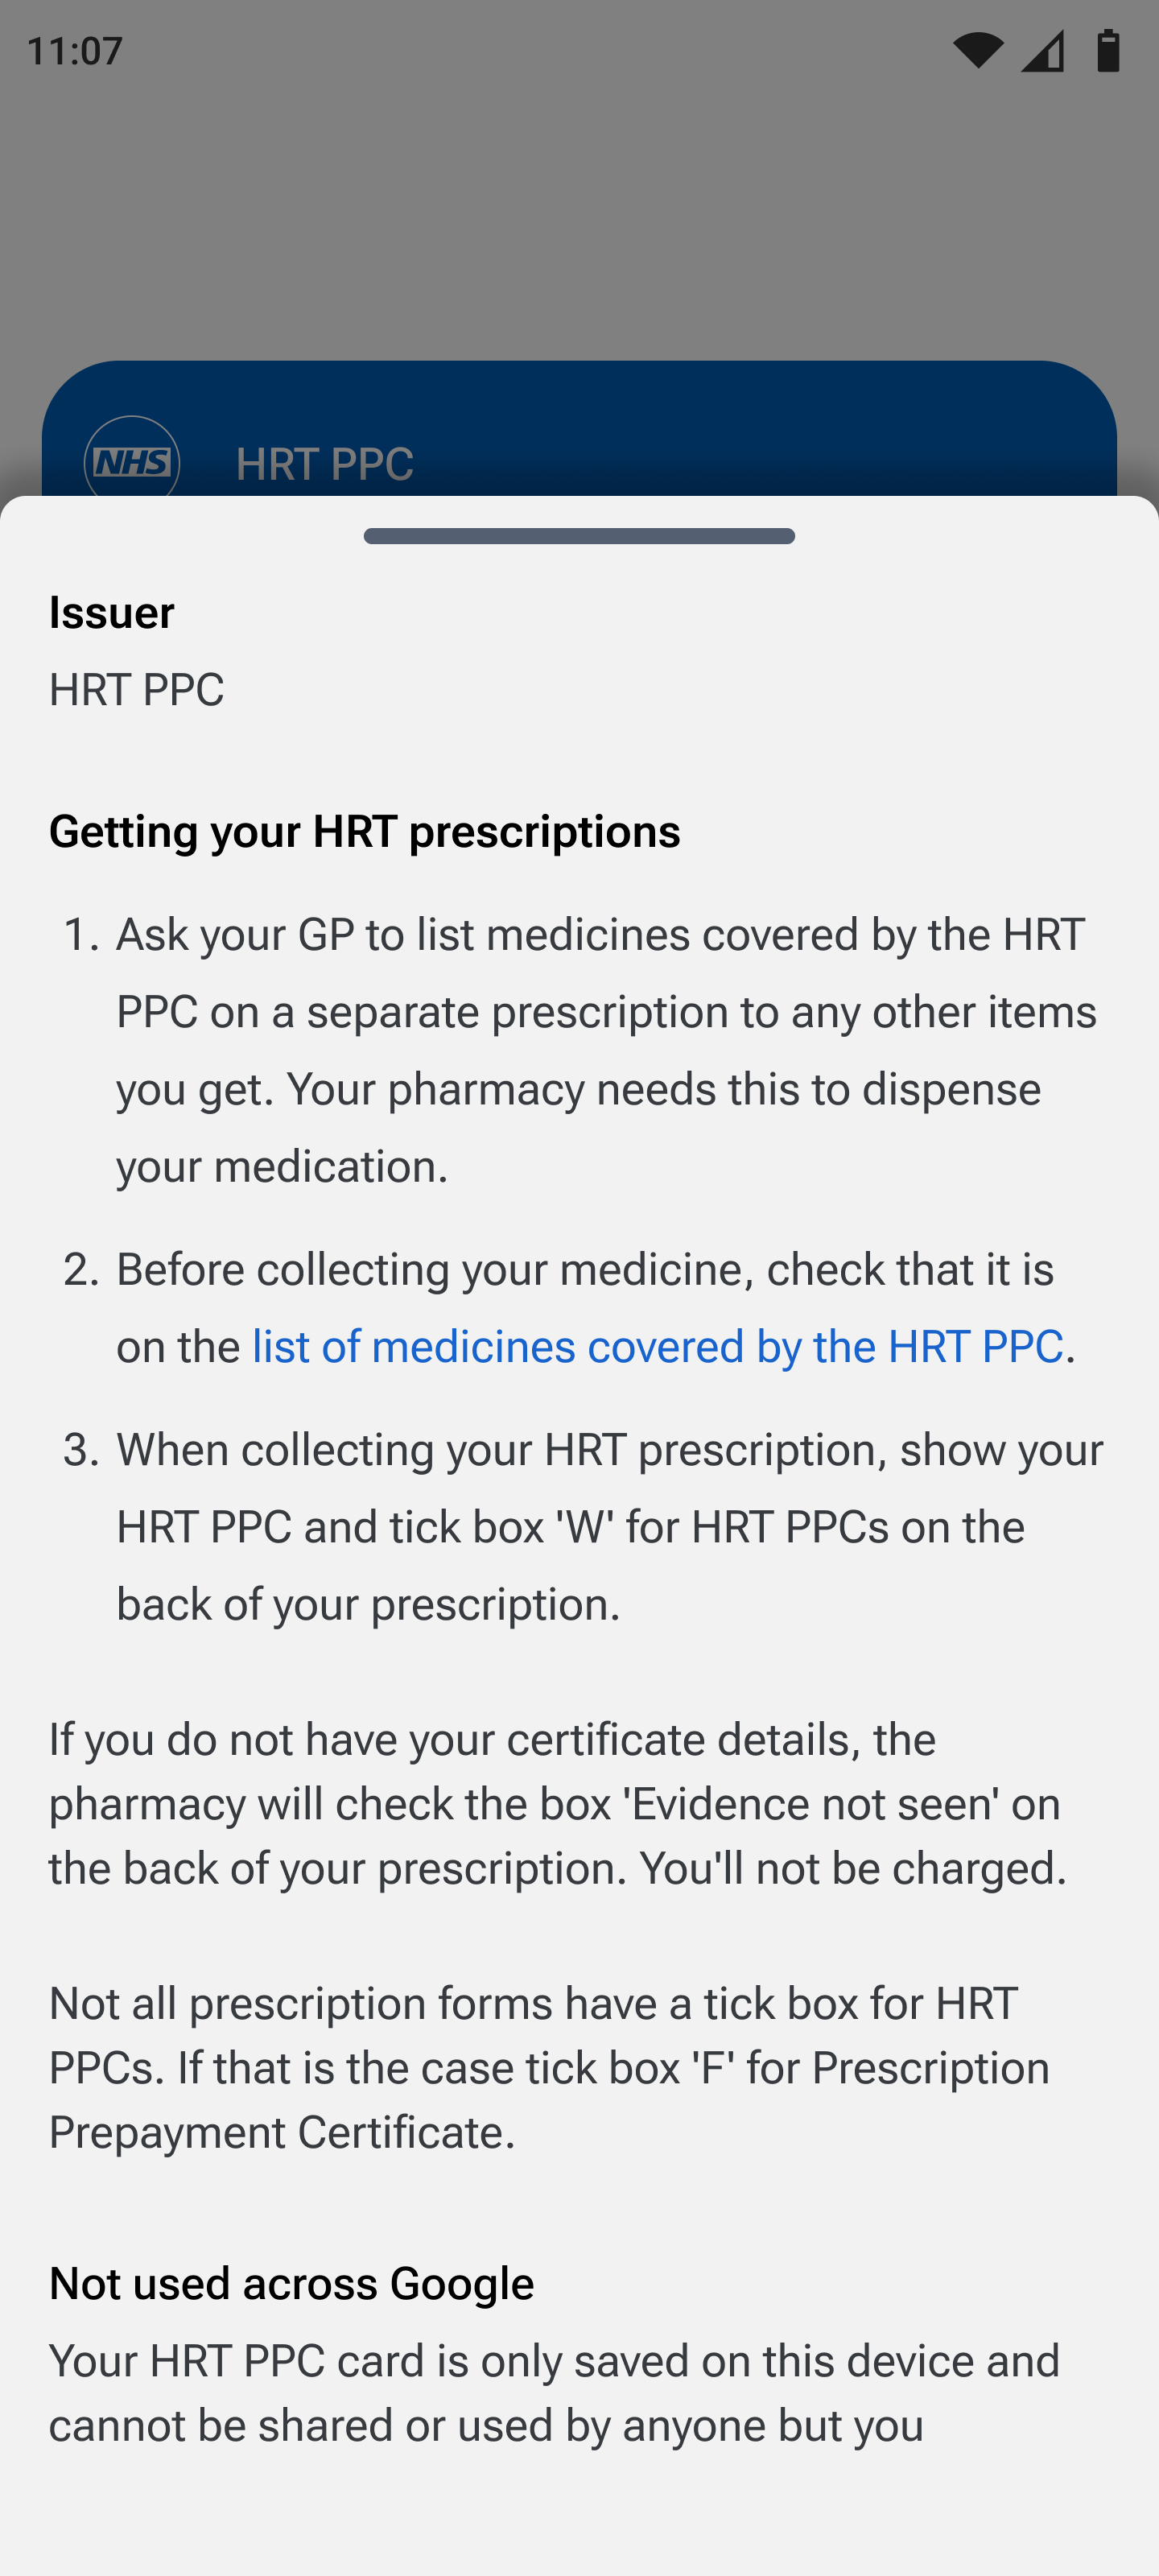 11:07
NHS HRT PPC
Issuer
HRT PPC
Getting your HRT prescriptions
1. Ask your GP to list medicines covered by the HRT
PPC on a separate prescription to any other items
you get. Your pharmacy needs this to dispense
your medication.
2. Before collecting your medicine, check that it is
on the list of medicines covered by the HRT PPC.
3. When collecting your HRT prescription, show your
HRT PPC and tick box 'W' for HRT PPCs on the
back of your prescription.
If you do not have your certificate details, the
pharmacy will check the box 'Evidence not seen' on
the back of your prescription. You'll not be charged.
Not all prescription forms have a tick box for HRT
PPCs. If that is the case tick box 'F' for Prescription
Prepayment Certificate.
Not used across Google
Your HRT PPC card is only saved on this device and
cannot be shared or used by anyone but you